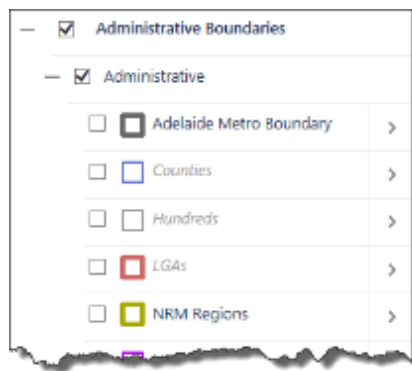 Administrative Boundaries
Administrative
Adelaide Metro Boundary
Counties
Hundreds
LGAs
NRM Regions